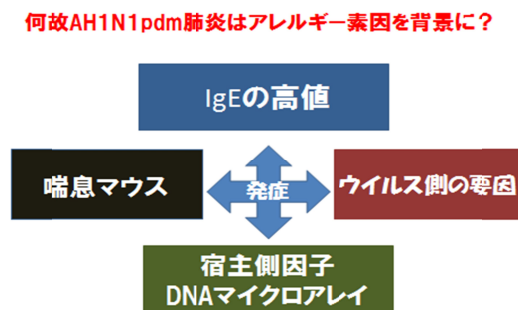 何故AH1N1pdm肺炎はアレルギー素因を背景に？
IgEの高値
喘息マウス
発症
ウイルス側の要因
宿主側因子
DNAマイクロアレイ